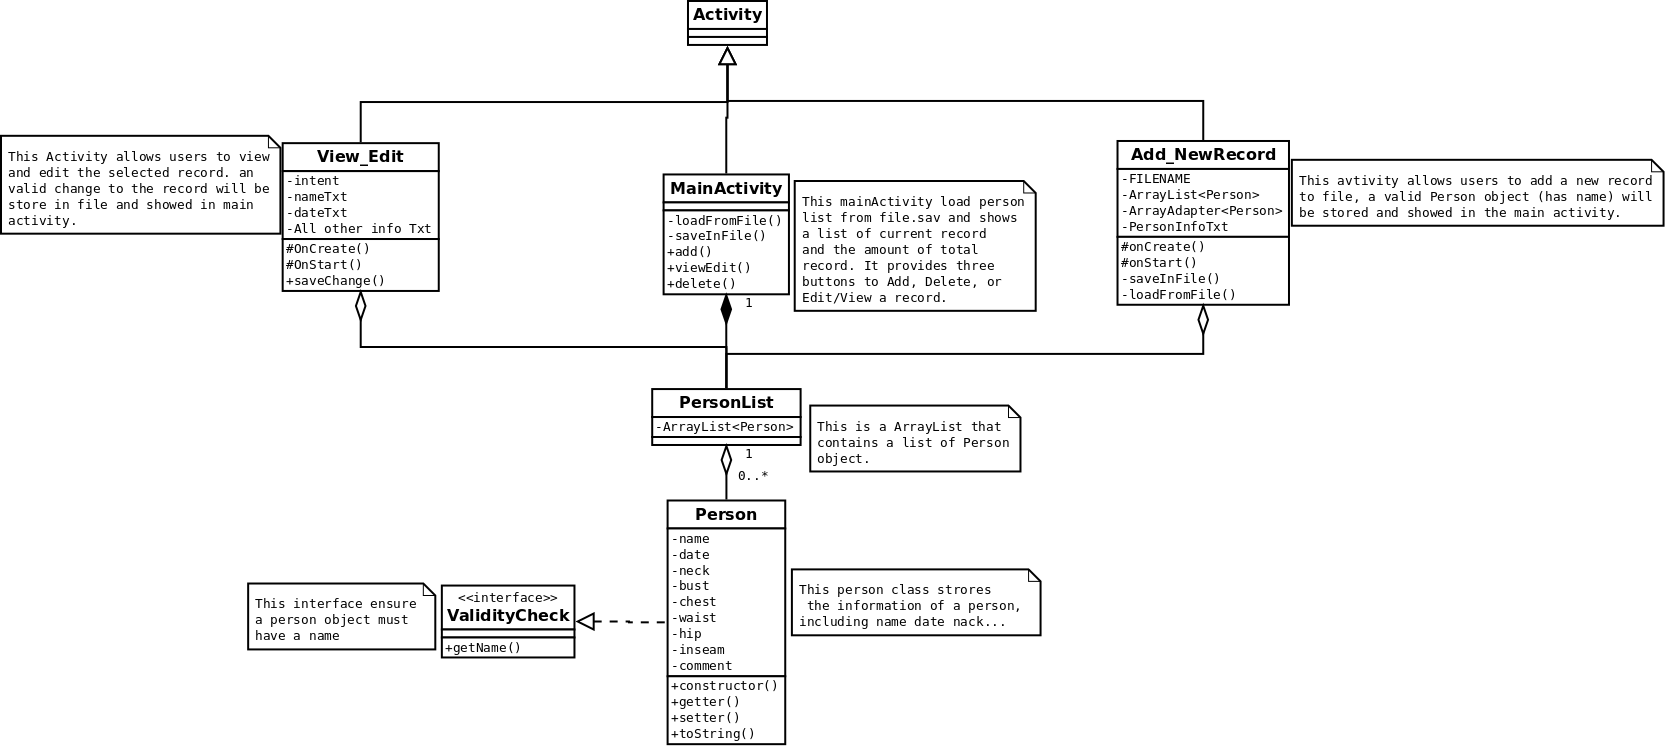 Activity
This Activity allows users to view
and edit the selected record. an
valid change to the record will be
store in file and showed in main
activity.
View_Edit
-intent
-nameTxt
-dateTxt
-All other info Txt
#OnCreate()
#OnStart()
+saveChange()
MainActivity
-loadFromFile()
-saveInFile()
+add()
+viewEdit()
+delete()
1
This mainActivity load person
list from file.sav and shows
a list of current record
and the amount of total
record. It provides three
buttons to Add, Delete, or
Edit/View a record.
Add_NewRecord
-FILENAME
-ArrayList<Person>
-ArrayAdapter<Person>
-PersonInfoTxt
#onCreate()
#onStart()
-saveInFile()
-loadFromFile()
This avtivity allows users to add a new record
to file, a valid Person object (has name) will
be stored and showed in the main activity.
PersonList
-ArrayList<Person>
1
0..*
This is a ArrayList that
contains a list of Person
object.
Person
-name
-date
-neck
-bust
-chest
-waist
-hip
-inseam
-comment
+constructor()
+getter()
+setter()
+toString()
This interface ensure
a person object must
have a name
<<interface>>
ValidityCheck
+getName()
This person class strores
the information of a person,
including name date nack...